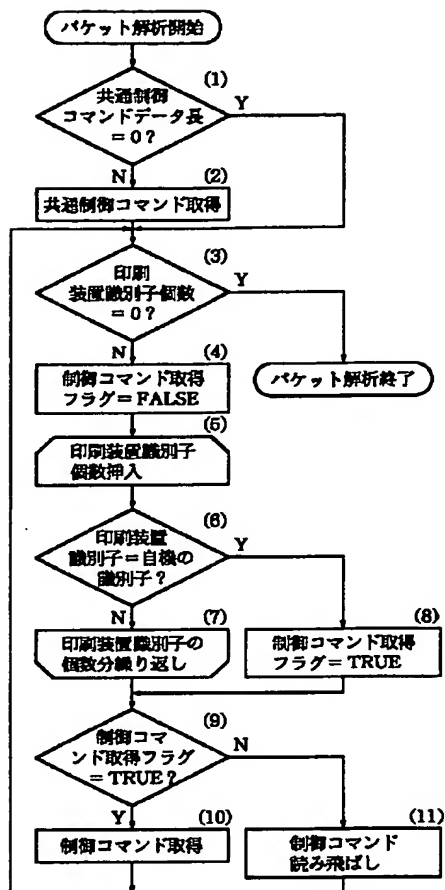 パケット解析開始
(1)
共通制御
コマンドデータ長
=0?
Y
N
(2)
共通制御コマンド取得
(3)
印刷
装置識別子個数
=0?
Y
N
(4)
制御コマンド取得
フラグ=FALSE
パケット解析終了
(5)
印刷装置識別子
個数挿入
(6)
印刷装置
識別子=自機の
識別子?
Y
N
(7)
印刷装置識別子の
個数分繰り返し
(8)
制御コマンド取得
フラグ=TRUE
(9)
制御コマ
ンド取得フラグ
=TRUE?
N
Y
(10)
制御コマンド取得
(11)
制御コマンド
読み飛ばし